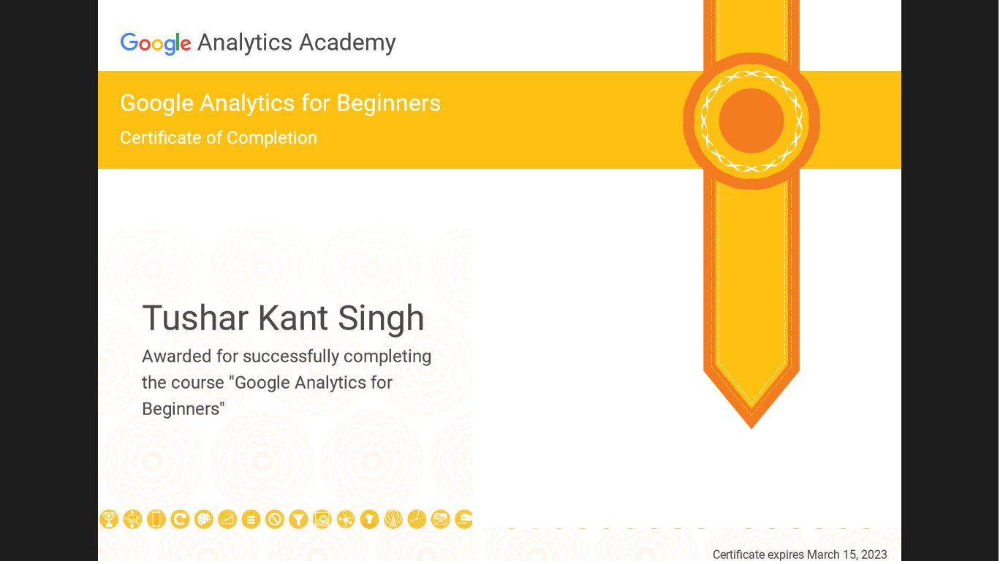 Google Analytics Academy
Google Analytics for Beginners
Certificate of Completion
Tushar Kant Singh
Awarded for successfully completing
the course "Google Analytics for
Beginners"
Certificate expires March 15, 2023